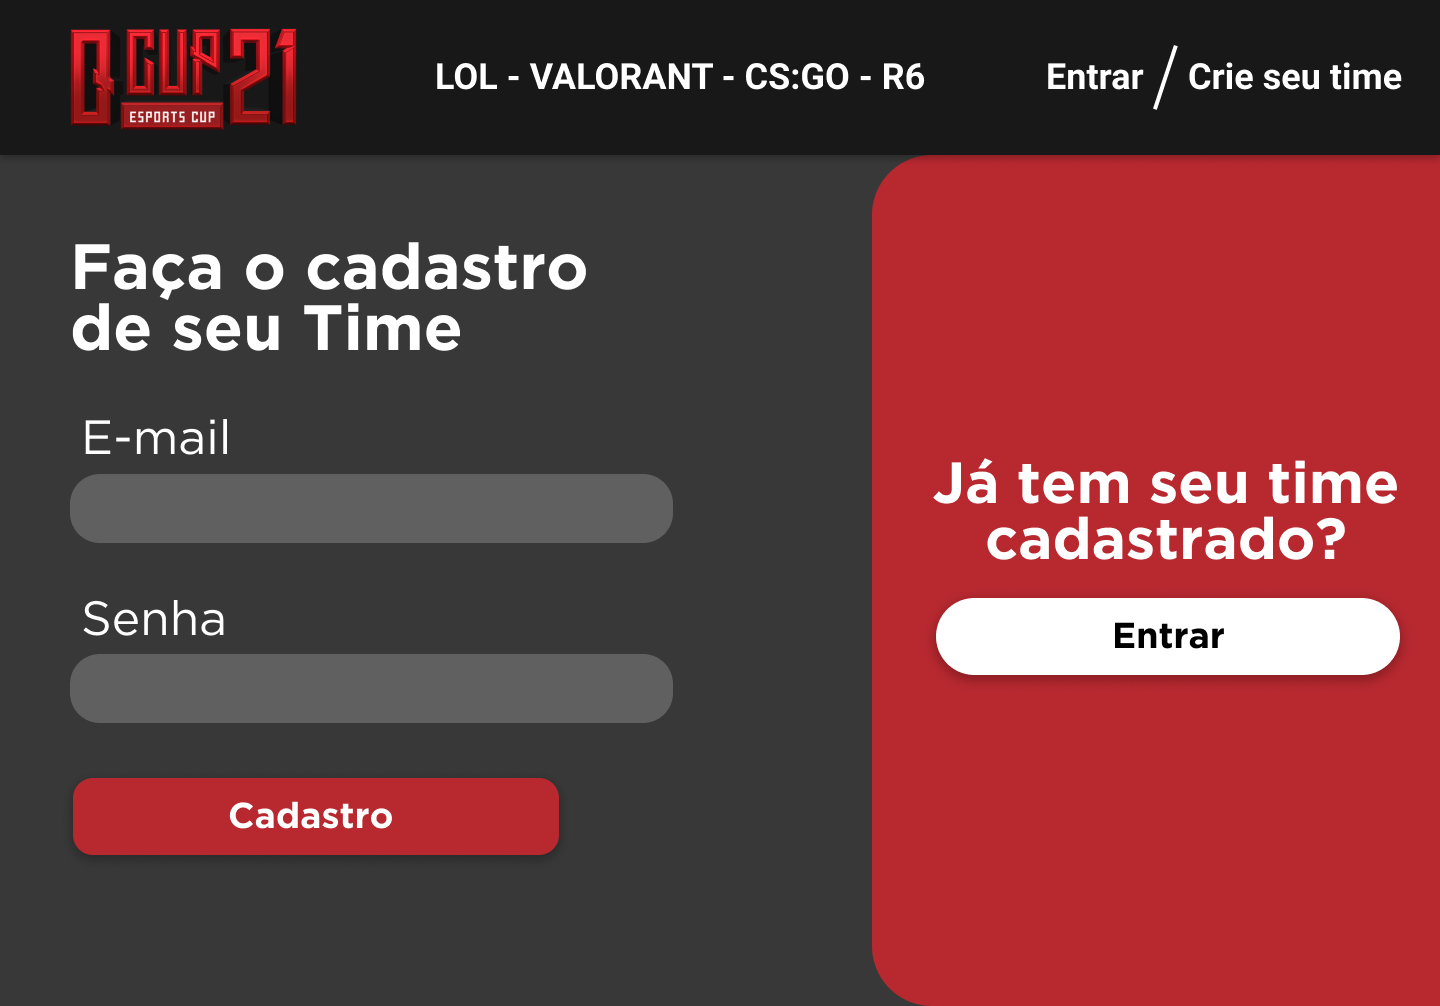 QCUP 21
ESPORTS CUP
LOL - VALORANT - CS:GO - R6
Entrar / Crie seu time
Faça o cadastro
de seu Time
E-mail
Senha
Cadastro
Já tem seu time
cadastrado?
Entrar